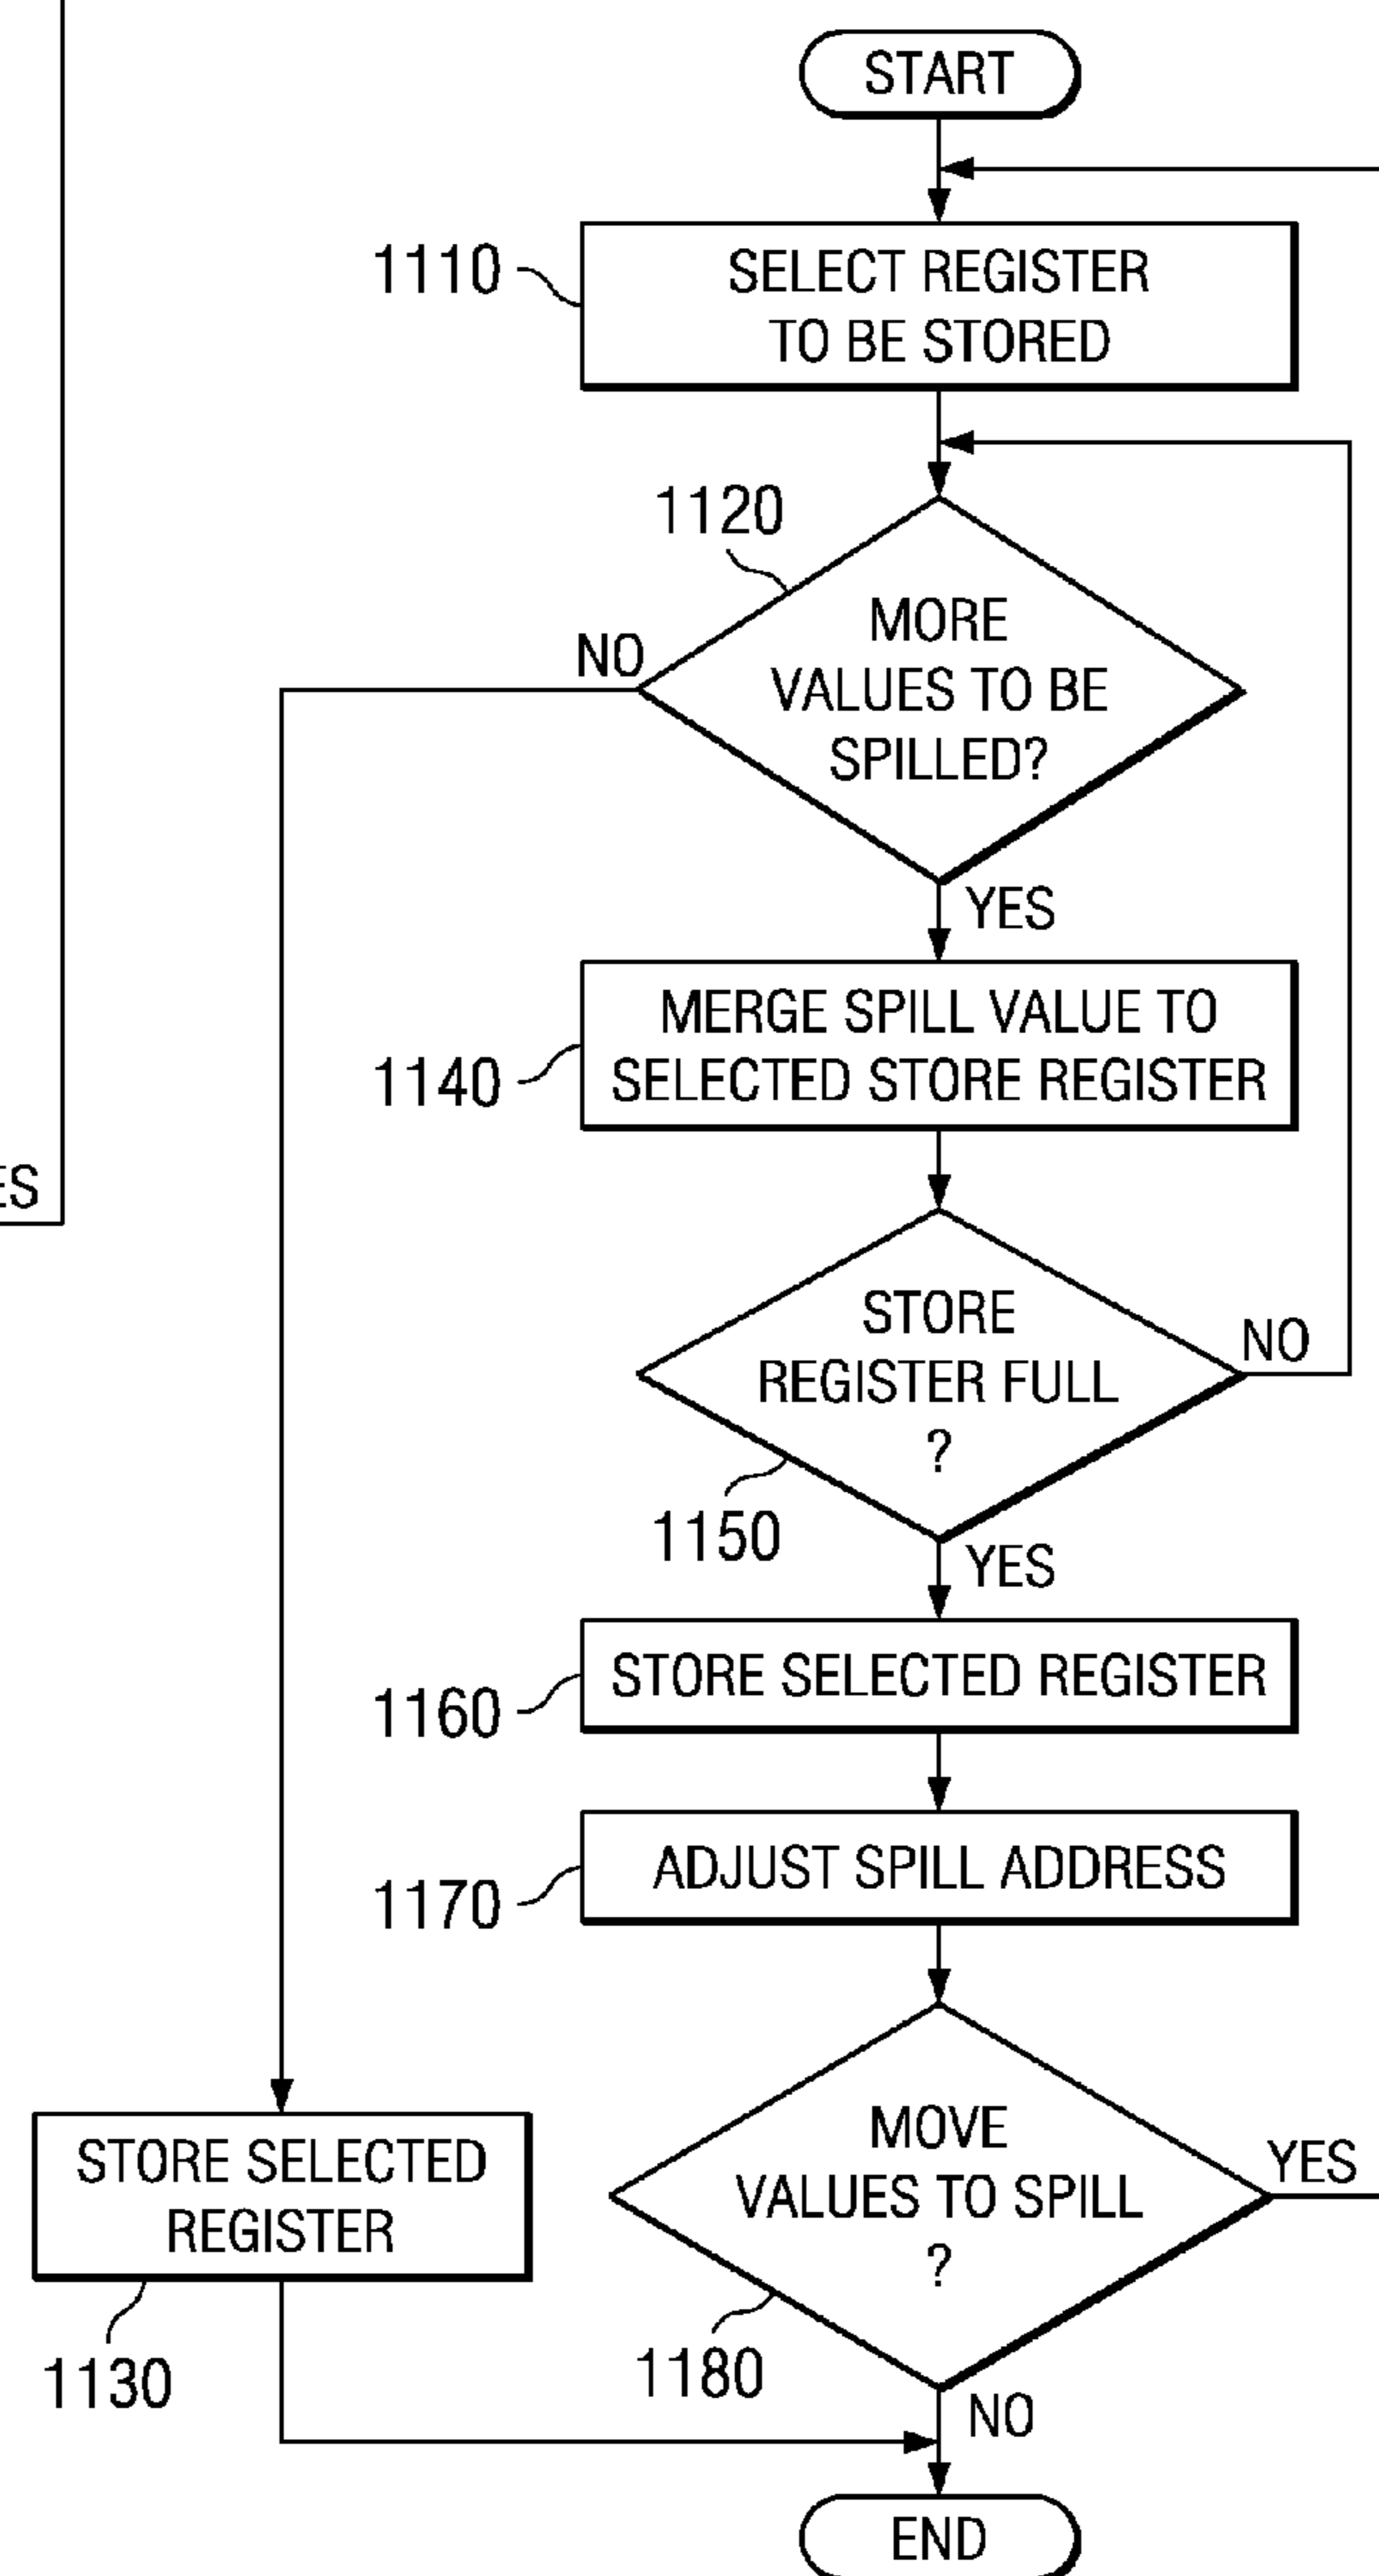 START
1110
SELECT REGISTER
TO BE STORED
1120
NO
MORE
VALUES TO BE
SPILLED?
YES
1140
MERGE SPILL VALUE TO
SELECTED STORE REGISTER
ES
STORE
REGISTER FULL
?
NO
1150
YES
1160
STORE SELECTED REGISTER
1170
ADJUST SPILL ADDRESS
STORE SELECTED
REGISTER
1130
MOVE
VALUES TO SPILL
?
YES
1180
NO
END